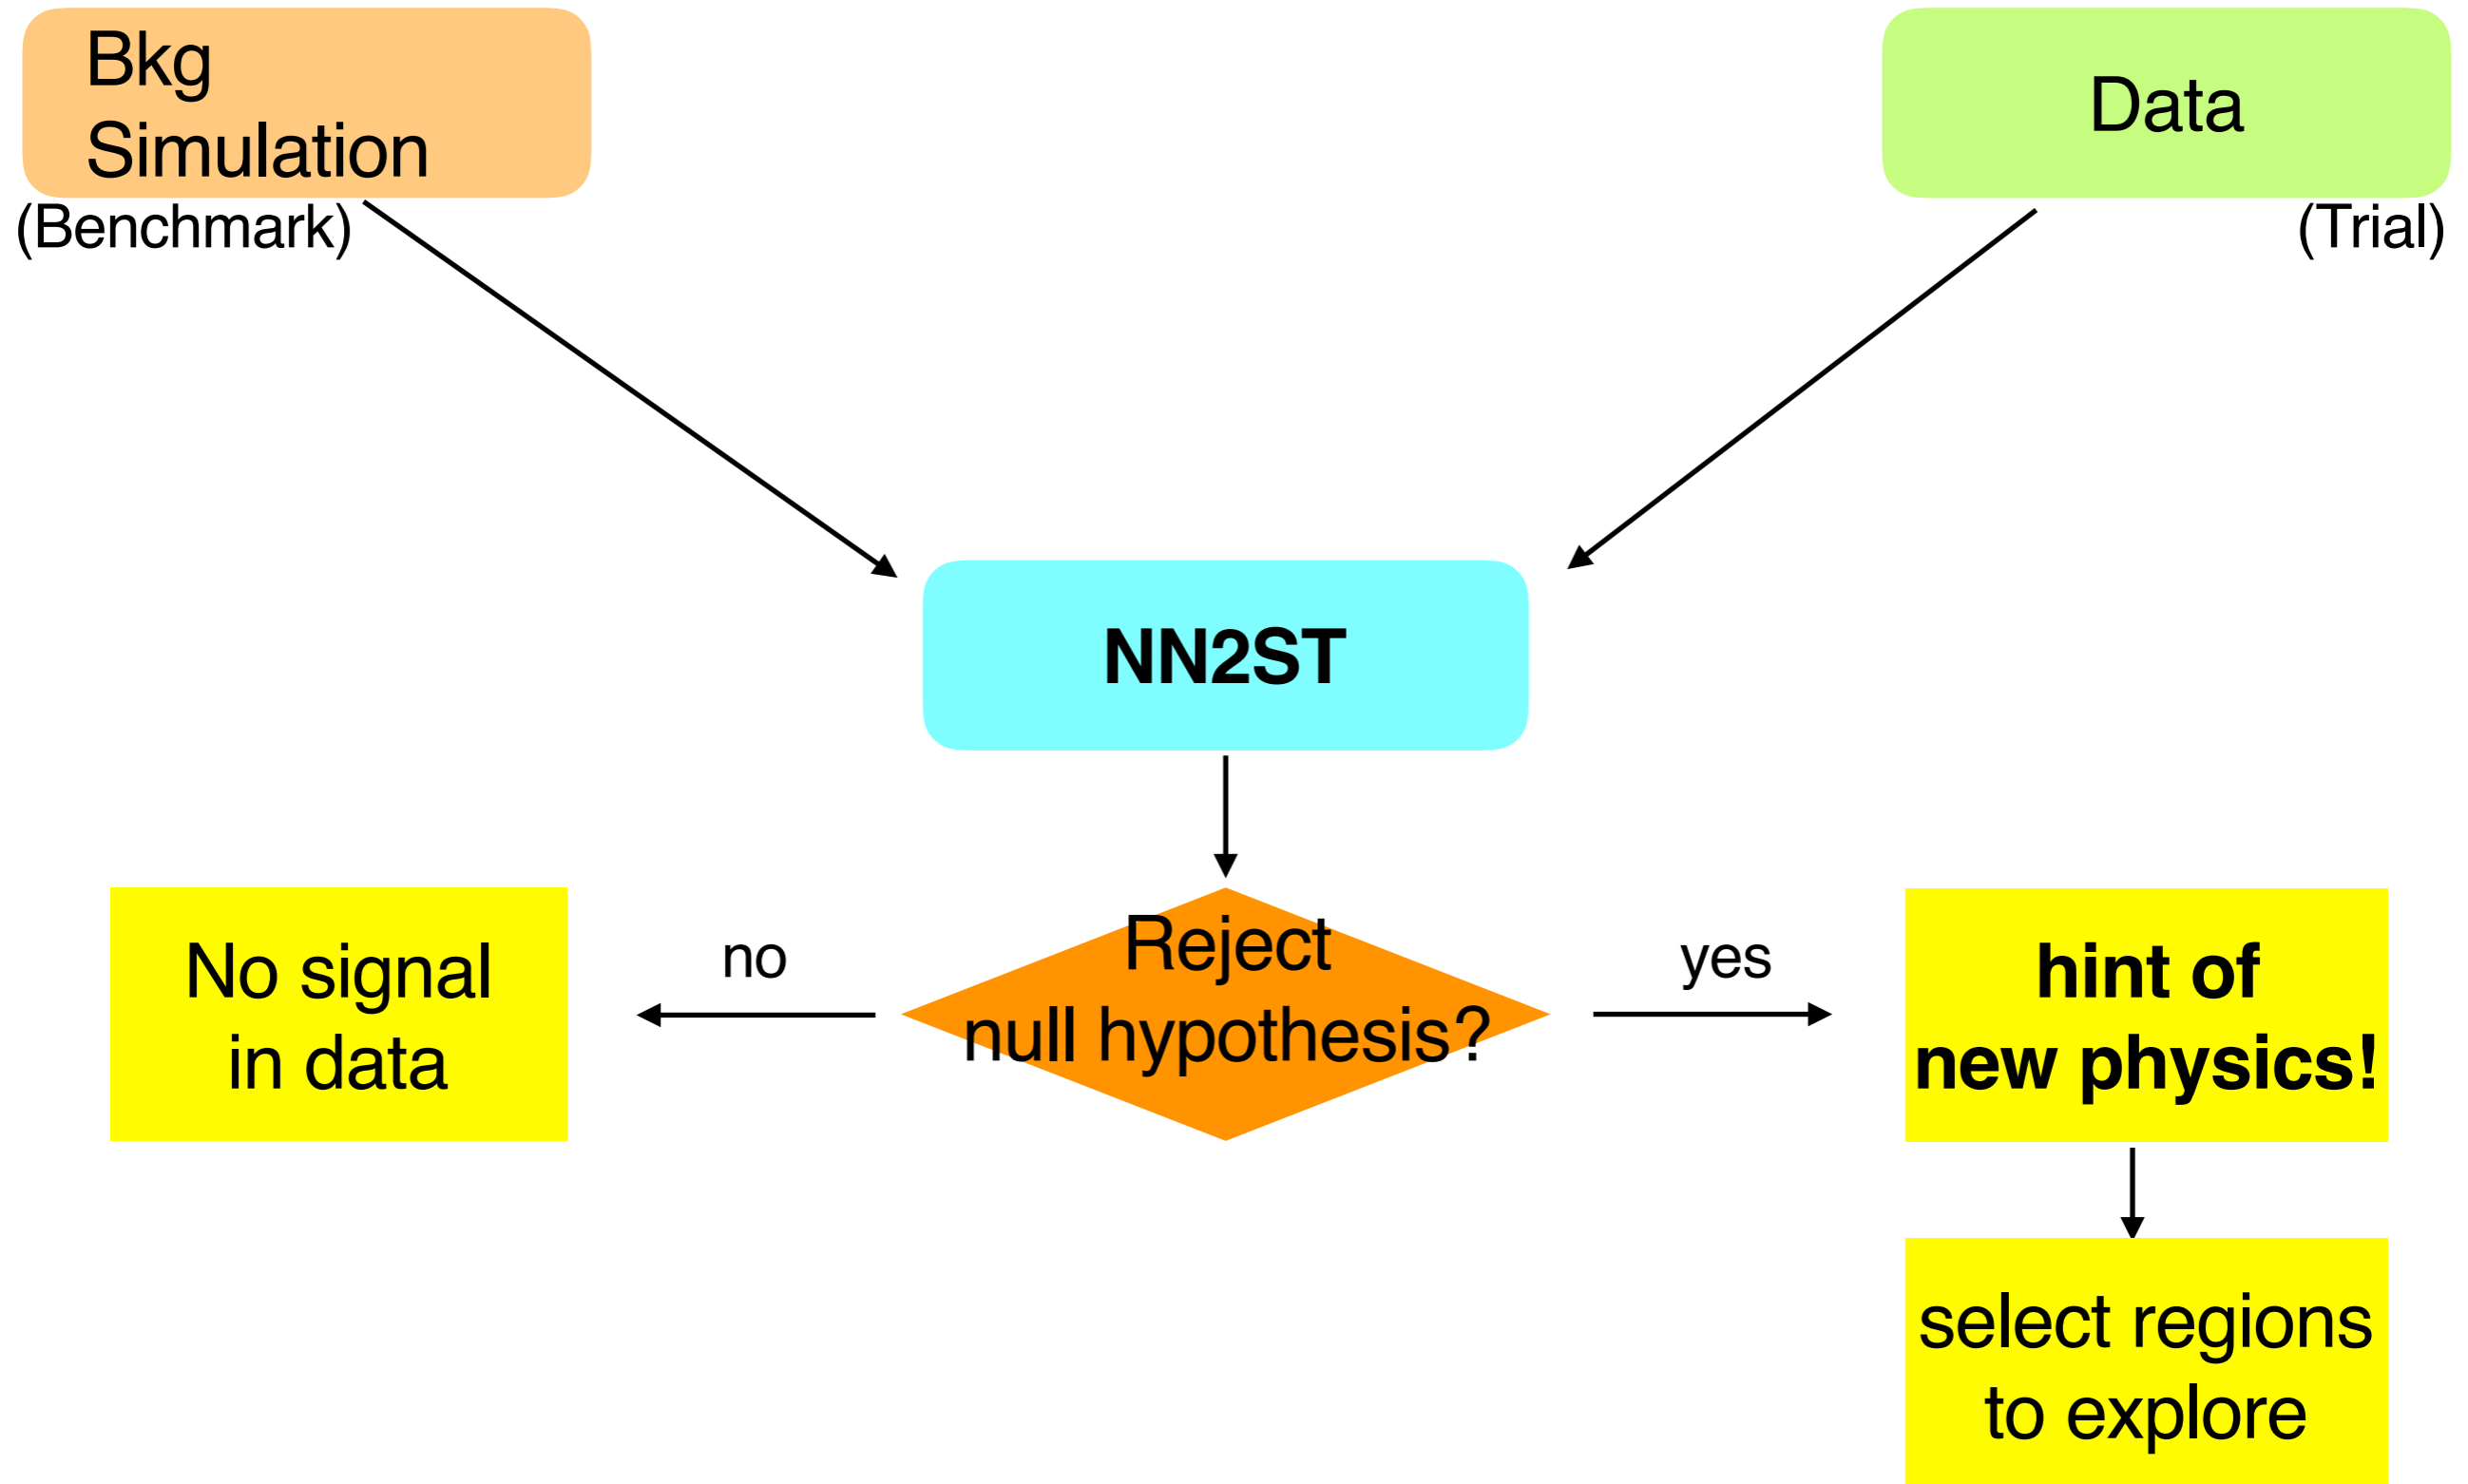 Bkg
Simulation
(Benchmark)
Data
(Trial)
NN2ST
Reject
null hypothesis?
no
yes
No signal
in data
hint of
new physics!
select regions
to explore